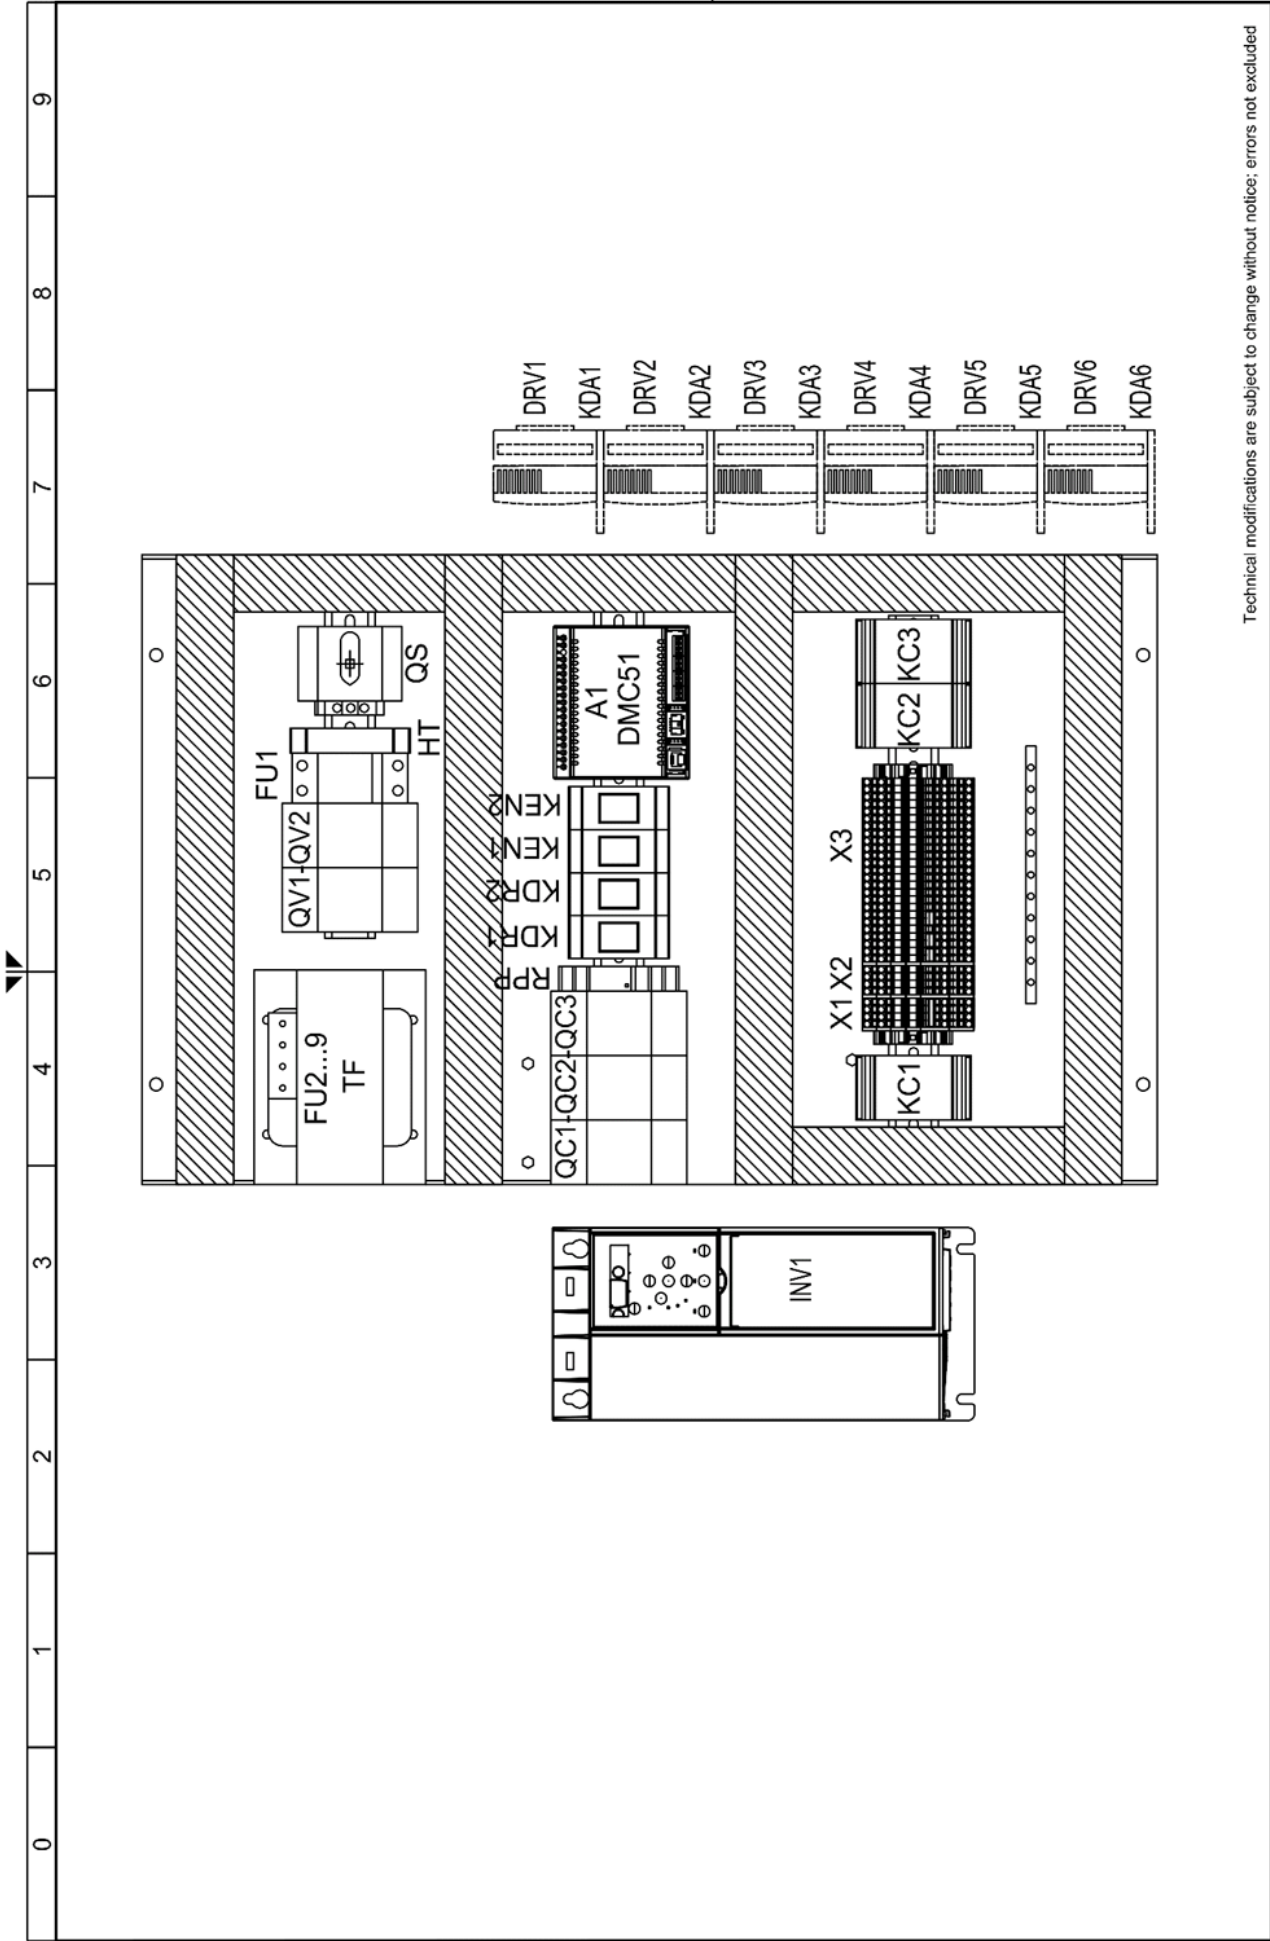 0 1 2 3 4 5 6 7 8 9
FU1
QV1-QV2
HT
QS
FU2...9
TF
QC1-QC2-QC3
RPP
KDR1
KDR2
KEN1
KEN2
A1
DMC51
X1 X2
X3
KC1
KC2 KC3
INV1
DRV1
KDA1
DRV2
KDA2
DRV3
KDA3
DRV4
KDA4
DRV5
KDA5
DRV6
KDA6
Technical modifications are subject to change without notice; errors not excluded